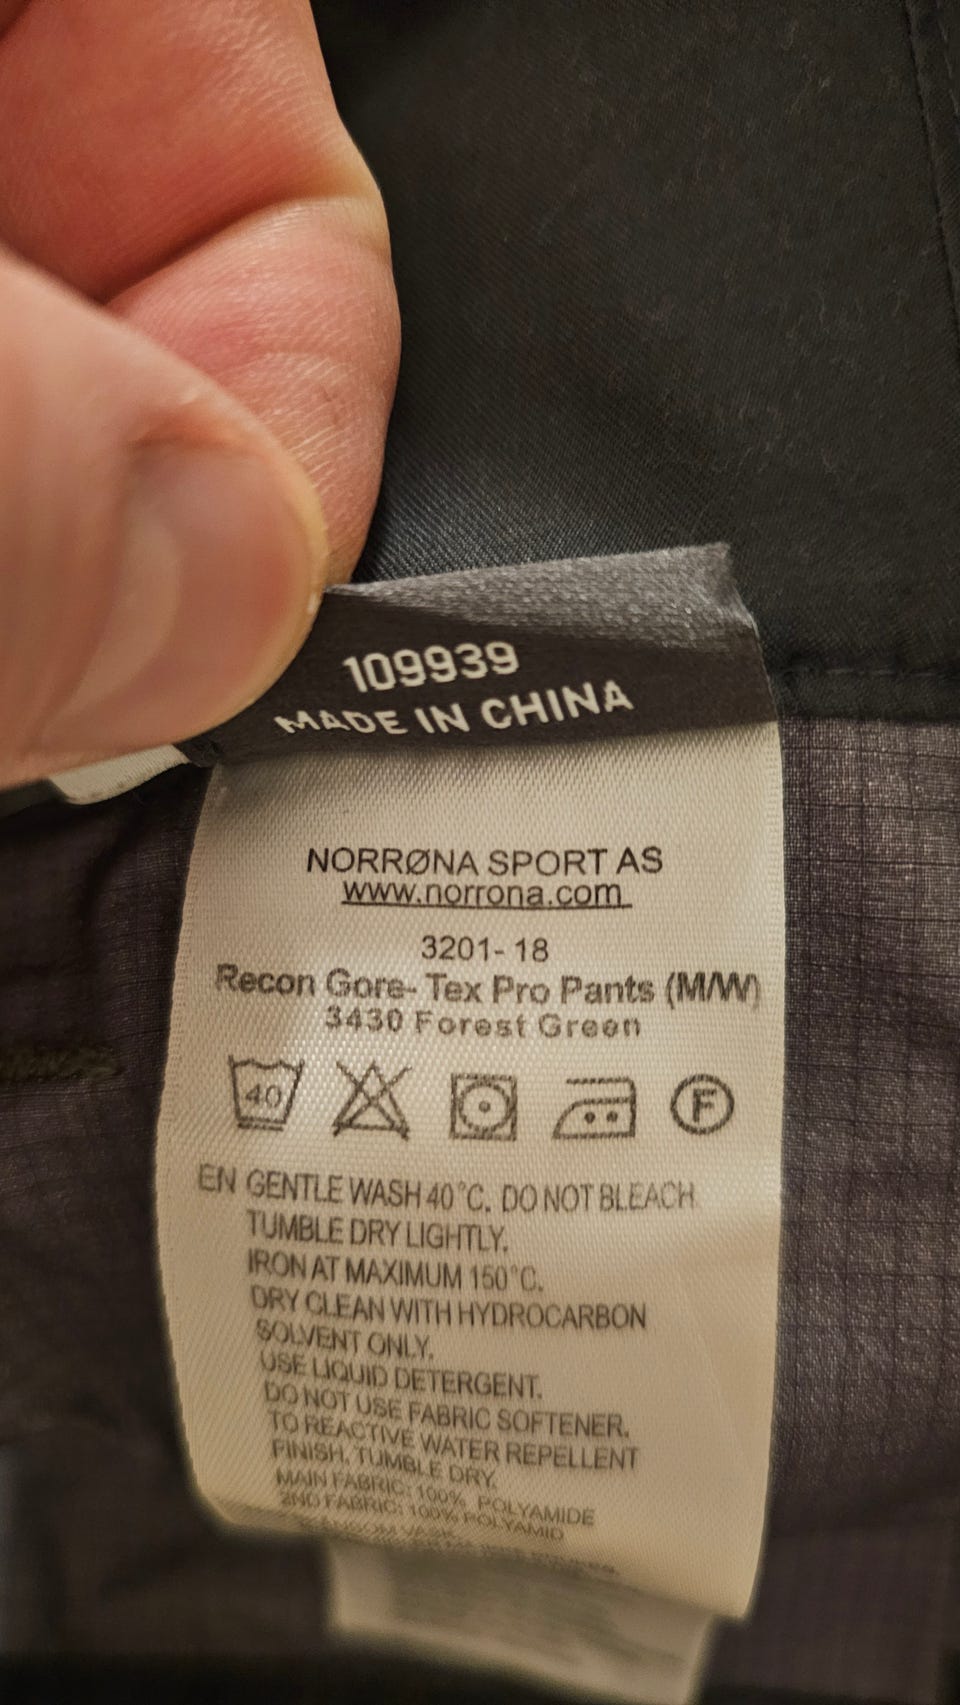 109939
MADE IN CHINA
NORRØNA SPORT AS
www.norrona.com
3201- 18
Recon Gore- Tex Pro Pants (M/W)
3430 Forest Green
40
F
EN GENTLE WASH 40°C. DO NOT BLEACH.
TUMBLE DRY LIGHTLY.
IRON AT MAXIMUM 150°C.
DRY CLEAN WITH HYDROCARBON
SOLVENT ONLY.
USE LIQUID DETERGENT.
DO NOT USE FABRIC SOFTENER.
TO REACTIVE WATER REPELLENT
FINISH, TUMBLE DRY.
MAIN FABRIC: 100% POLYAMIDE
2ND FABRIC: 100% POLYAMID
VASK